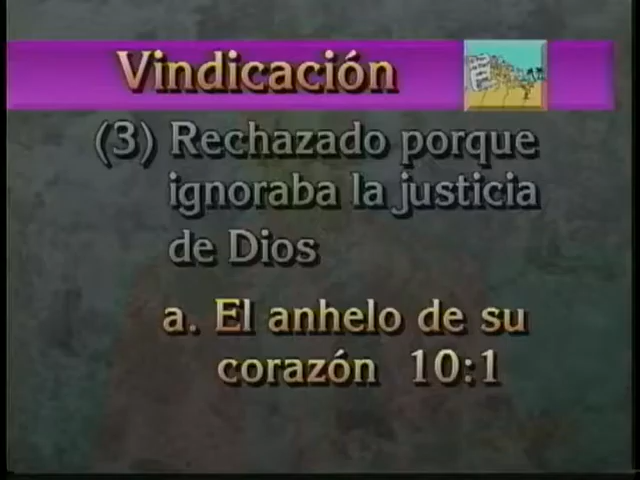 Vindicación
(3) Rechazado porque
ignoraba la justicia
de Dios
a. El anhelo de su
corazón 10:1